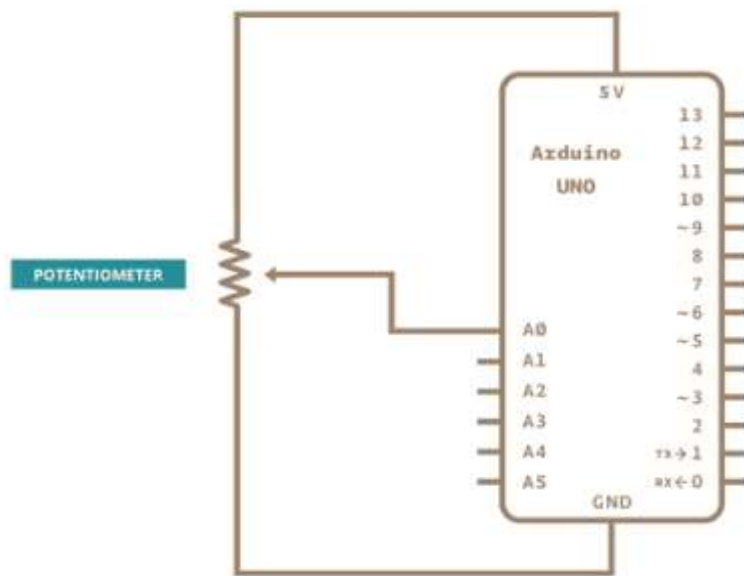 5V
Arduino
UNO
13
12
11
10
~9
8
7
~6
~5
4
~3
2
TX→1
RX←0
POTENTIOMETER
A0
A1
A2
A3
A4
A5
GND